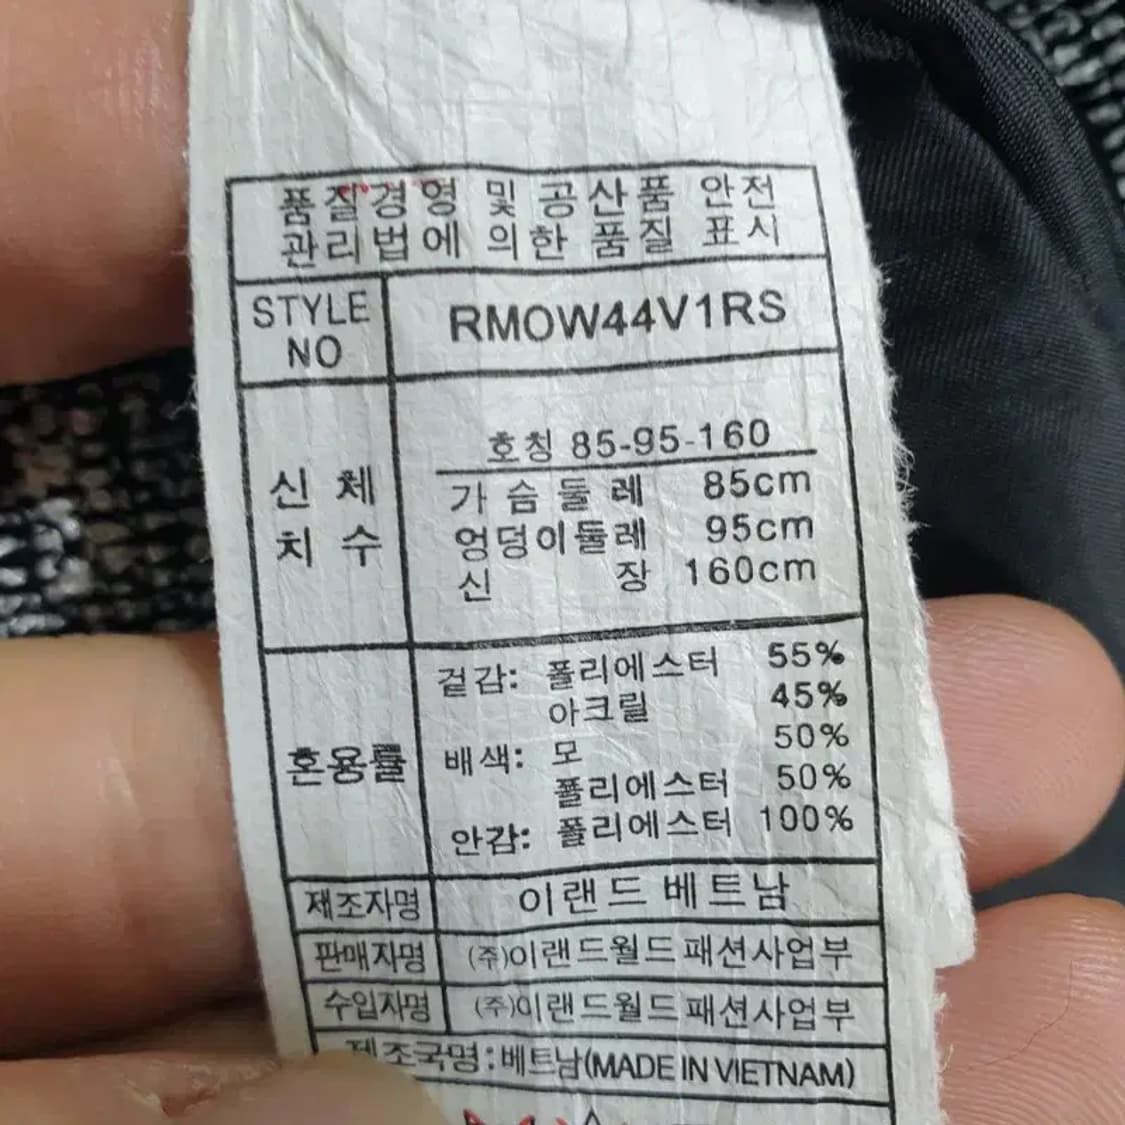 품질경영 및 공산품 안전
관리법에 의한 품질 표시
STYLE NO RMOW44V1RS
신체 치수
호칭 85-95-160
가슴둘레 85cm
엉덩이둘레 95cm
신장 160cm
혼용률
겉감: 폴리에스터 55%
아크릴 45%
배색: 모 50%
폴리에스터 50%
안감: 폴리에스터 100%
제조자명 이랜드 베트남
판매자명 (주)이랜드월드 패션사업부
수입자명 (주)이랜드월드 패션사업부
제조국명:베트남(MADE IN VIETNAM)